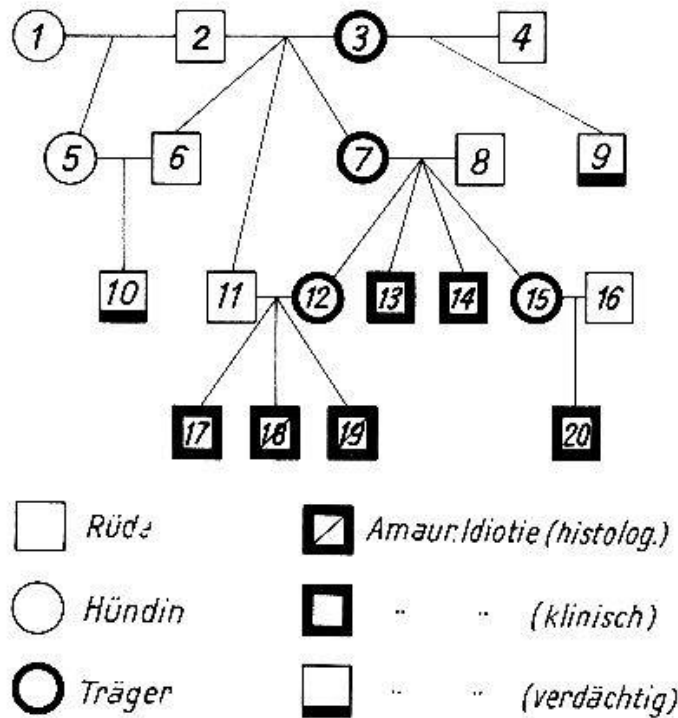 1 2 3 4
5 6 7 8 9
10 11 12 13 14 15 16
17 18 19 20
Rüde Amaur. Idiotie (histolog.)
Hündin " " (klinisch)
Träger " " (verdächtig)